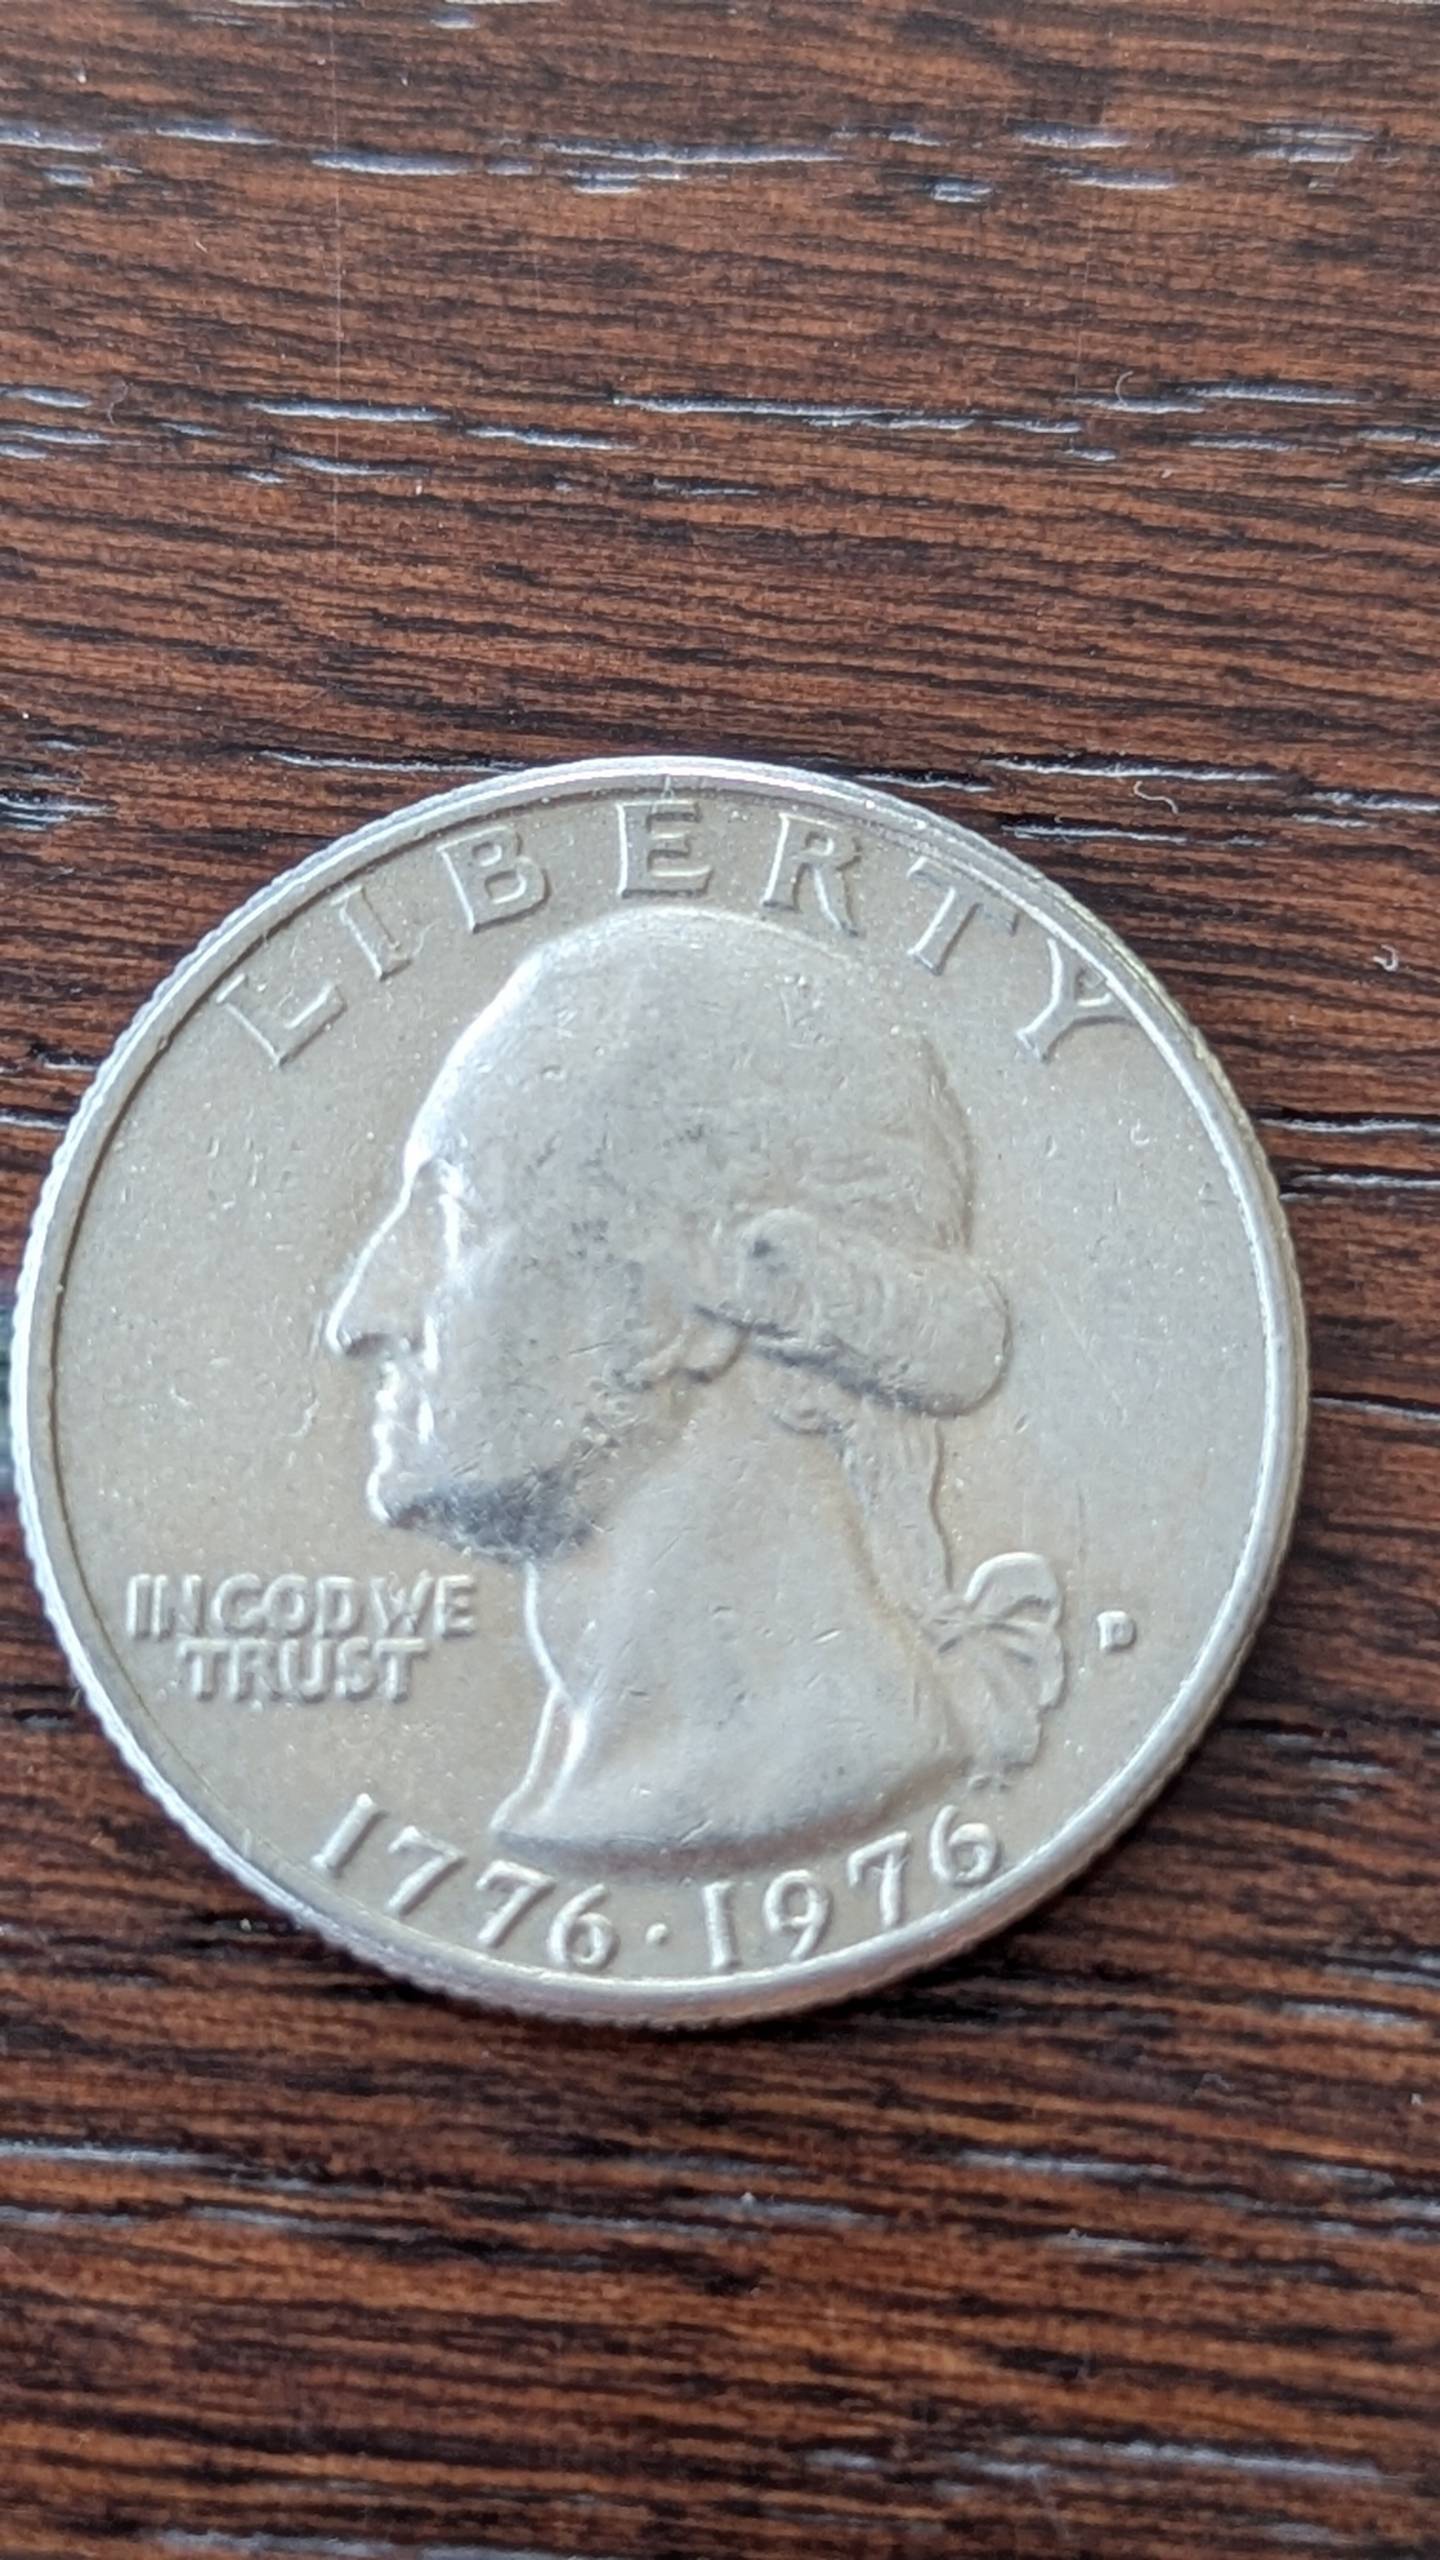 LIBERTY
IN GOD WE
TRUST
D
1776·1976